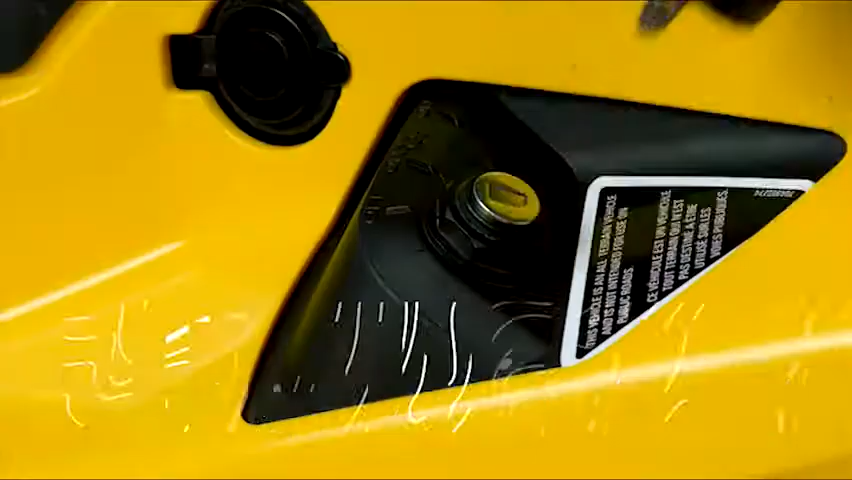 THIS VEHICLE IS AN ALL TERRAIN VEHICLE
AND IS NOT INTENDED FOR USE ON
PUBLIC ROADS.
CE VÉHICULE EST UN VÉHICULE
TOUT TERRAIN QUI N'EST
PAS DESTINÉ À ÊTRE
UTILISÉ SUR LES
VOIES PUBLIQUES.